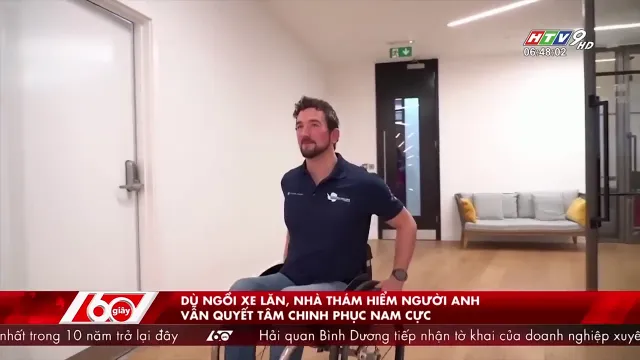 HTV9 HD
06:48:02
DÙ NGỒI XE LĂN, NHÀ THÁM HIỂM NGƯỜI ANH
VẪN QUYẾT TÂM CHINH PHỤC NAM CỰC
60 giây
nhất trong 10 năm trở lại đây 60 giây Hải quan Bình Dương tiếp nhận tờ khai của doanh nghiệp xuyê